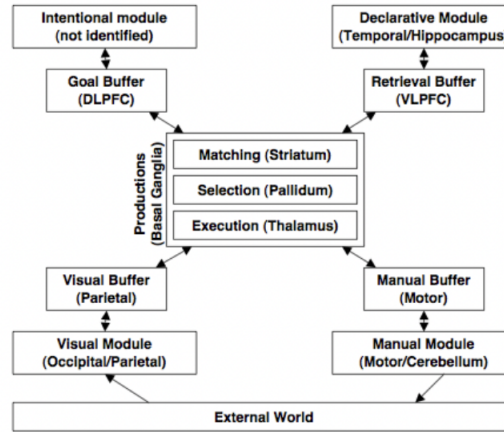 Intentional module
(not identified)
Declarative Module
(Temporal/Hippocampus)
Goal Buffer
(DLPFC)
Retrieval Buffer
(VLPFC)
Productions
(Basal Ganglia)
Matching (Striatum)
Selection (Pallidum)
Execution (Thalamus)
Visual Buffer
(Parietal)
Manual Buffer
(Motor)
Visual Module
(Occipital/Parietal)
Manual Module
(Motor/Cerebellum)
External World